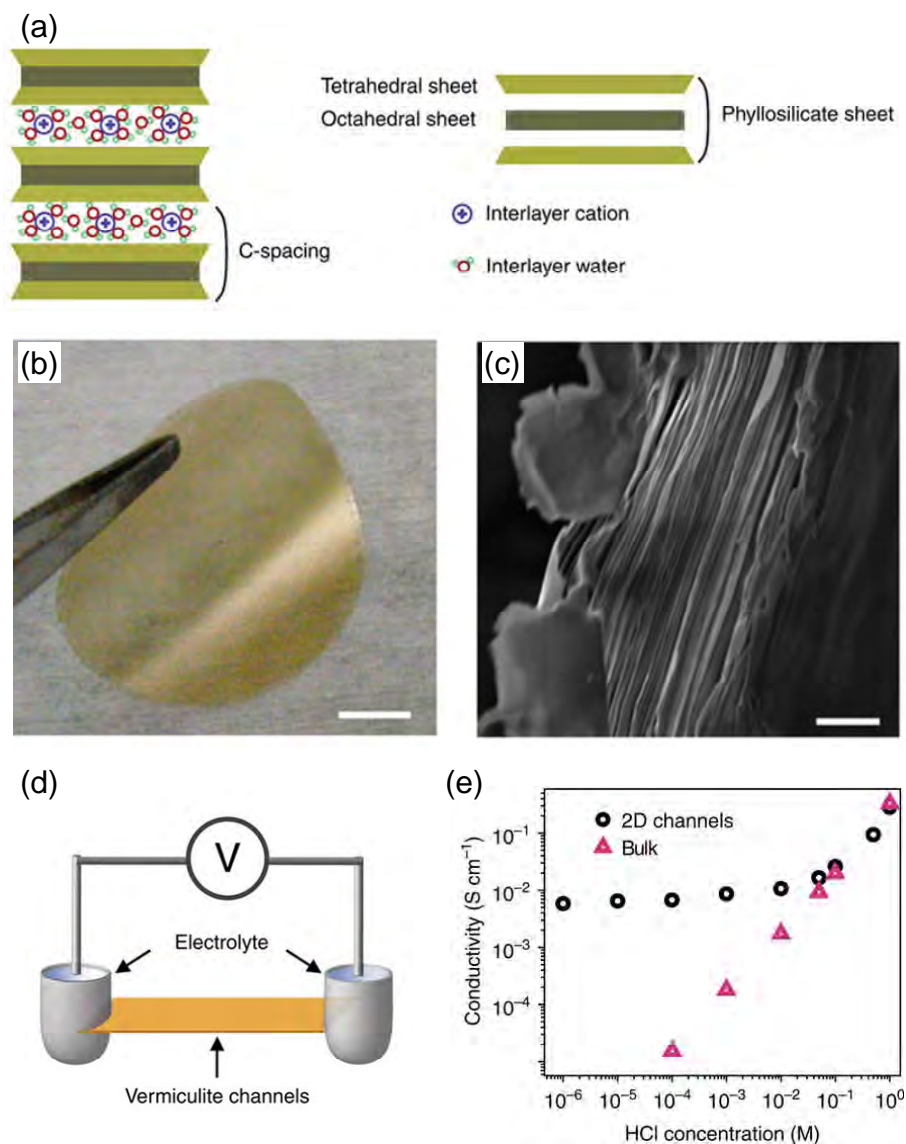 (a)
Tetrahedral sheet
Octahedral sheet
Phyllosilicate sheet
Interlayer cation
C-spacing
Interlayer water
(b)
(c)
(d)
V
Electrolyte
Vermiculite channels
(e)
2D channels
Bulk
Conductivity (S cm⁻¹)
10⁻¹
10⁻²
10⁻³
10⁻⁴
10⁻⁶ 10⁻⁵ 10⁻⁴ 10⁻³ 10⁻² 10⁻¹ 10⁰
HCl concentration (M)